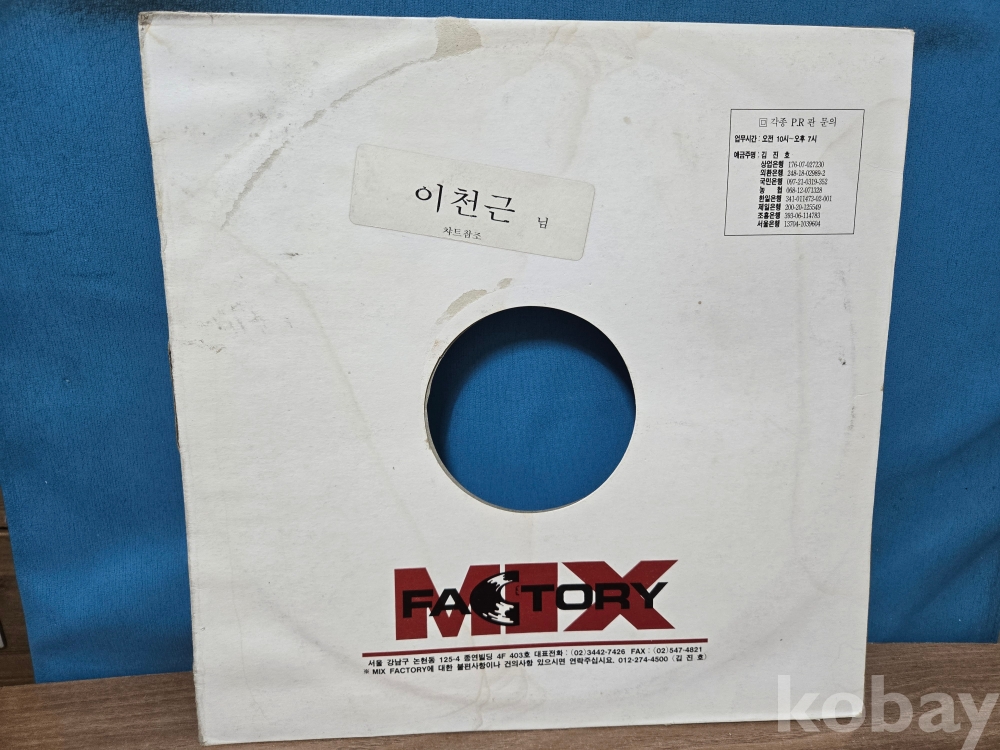 回 각종 P.R 판 문의
업무시간 : 오전 10시-오후 7시
예금주명 : 김 진 호
상업은행 176-07-027230
외환은행 248-18-02989-2
국민은행 097-21-0319-352
농 협 068-12-071328
한일은행 341-011473-02-001
제일은행 200-20-125549
조흥은행 393-06-114783
서울은행 13704-1039604
이천근 님
챠트참조
MIX
FACTORY
서울 강남구 논현동 125-4 종연빌딩 4F 403호 대표전화 : (02)3442-7426 FAX : (02)547-4821
※ MIX FACTORY에 대한 불편사항이나 건의사항 있으시면 연락주십시요. 012-274-4500 (김 진 호)
kobay